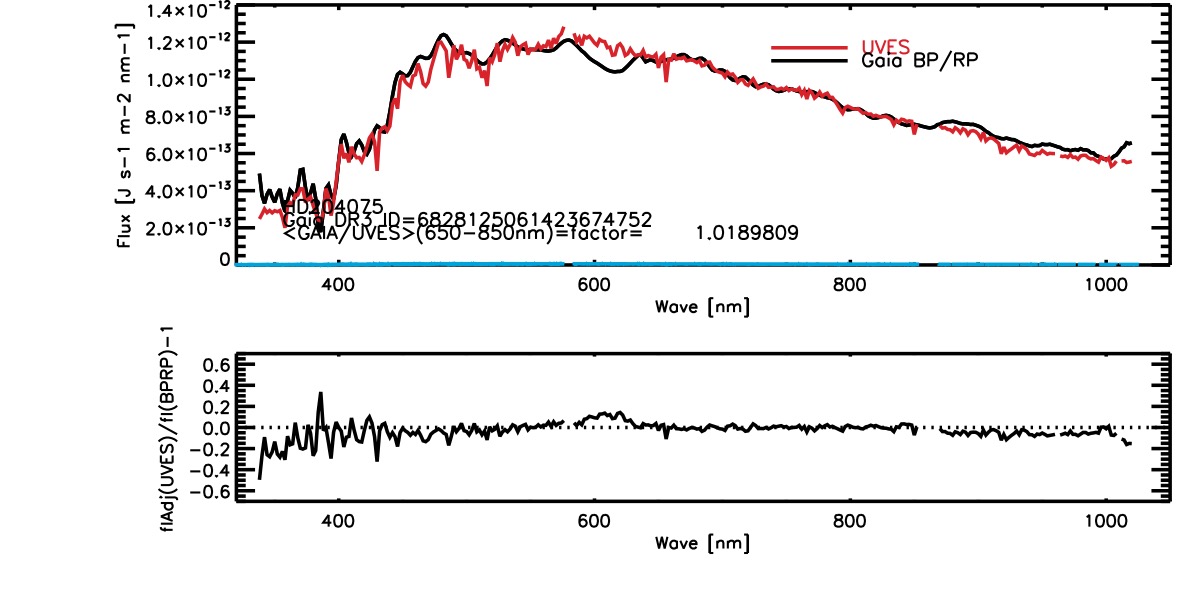 1.4×10−12
1.2×10−12
1.0×10−12
8.0×10−13
6.0×10−13
4.0×10−13
2.0×10−13
0
Flux [J s−1 m−2 nm−1]
UVES
Gaia BP/RP
HD204075
Gaia DR3 ID=6828125061423674752
<GAIA/UVES>(650−850nm)=factor= 1.0189809
400 600 800 1000
Wave [nm]
flAdj(UVES)/fl(BPRP)−1
0.6
0.4
0.2
0.0
−0.2
−0.4
−0.6
400 600 800 1000
Wave [nm]